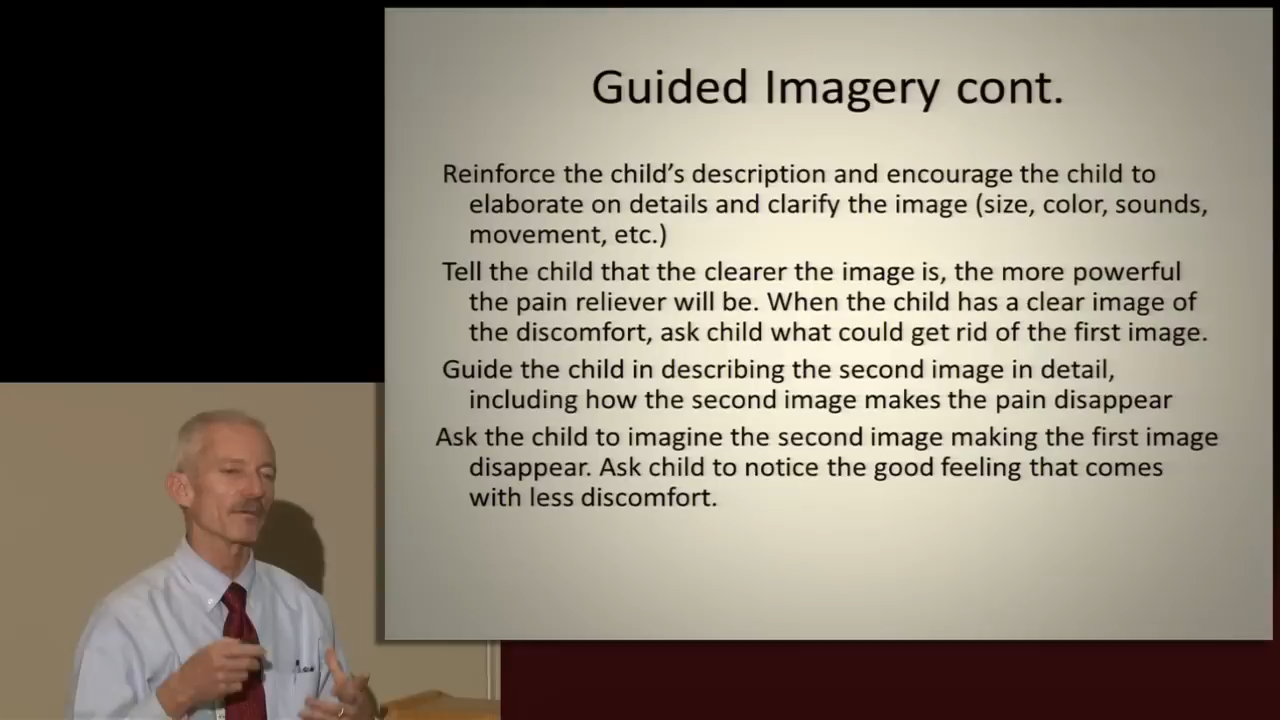 Guided Imagery cont.
Reinforce the child’s description and encourage the child to
elaborate on details and clarify the image (size, color, sounds,
movement, etc.)
Tell the child that the clearer the image is, the more powerful
the pain reliever will be. When the child has a clear image of
the discomfort, ask child what could get rid of the first image.
Guide the child in describing the second image in detail,
including how the second image makes the pain disappear
Ask the child to imagine the second image making the first image
disappear. Ask child to notice the good feeling that comes
with less discomfort.